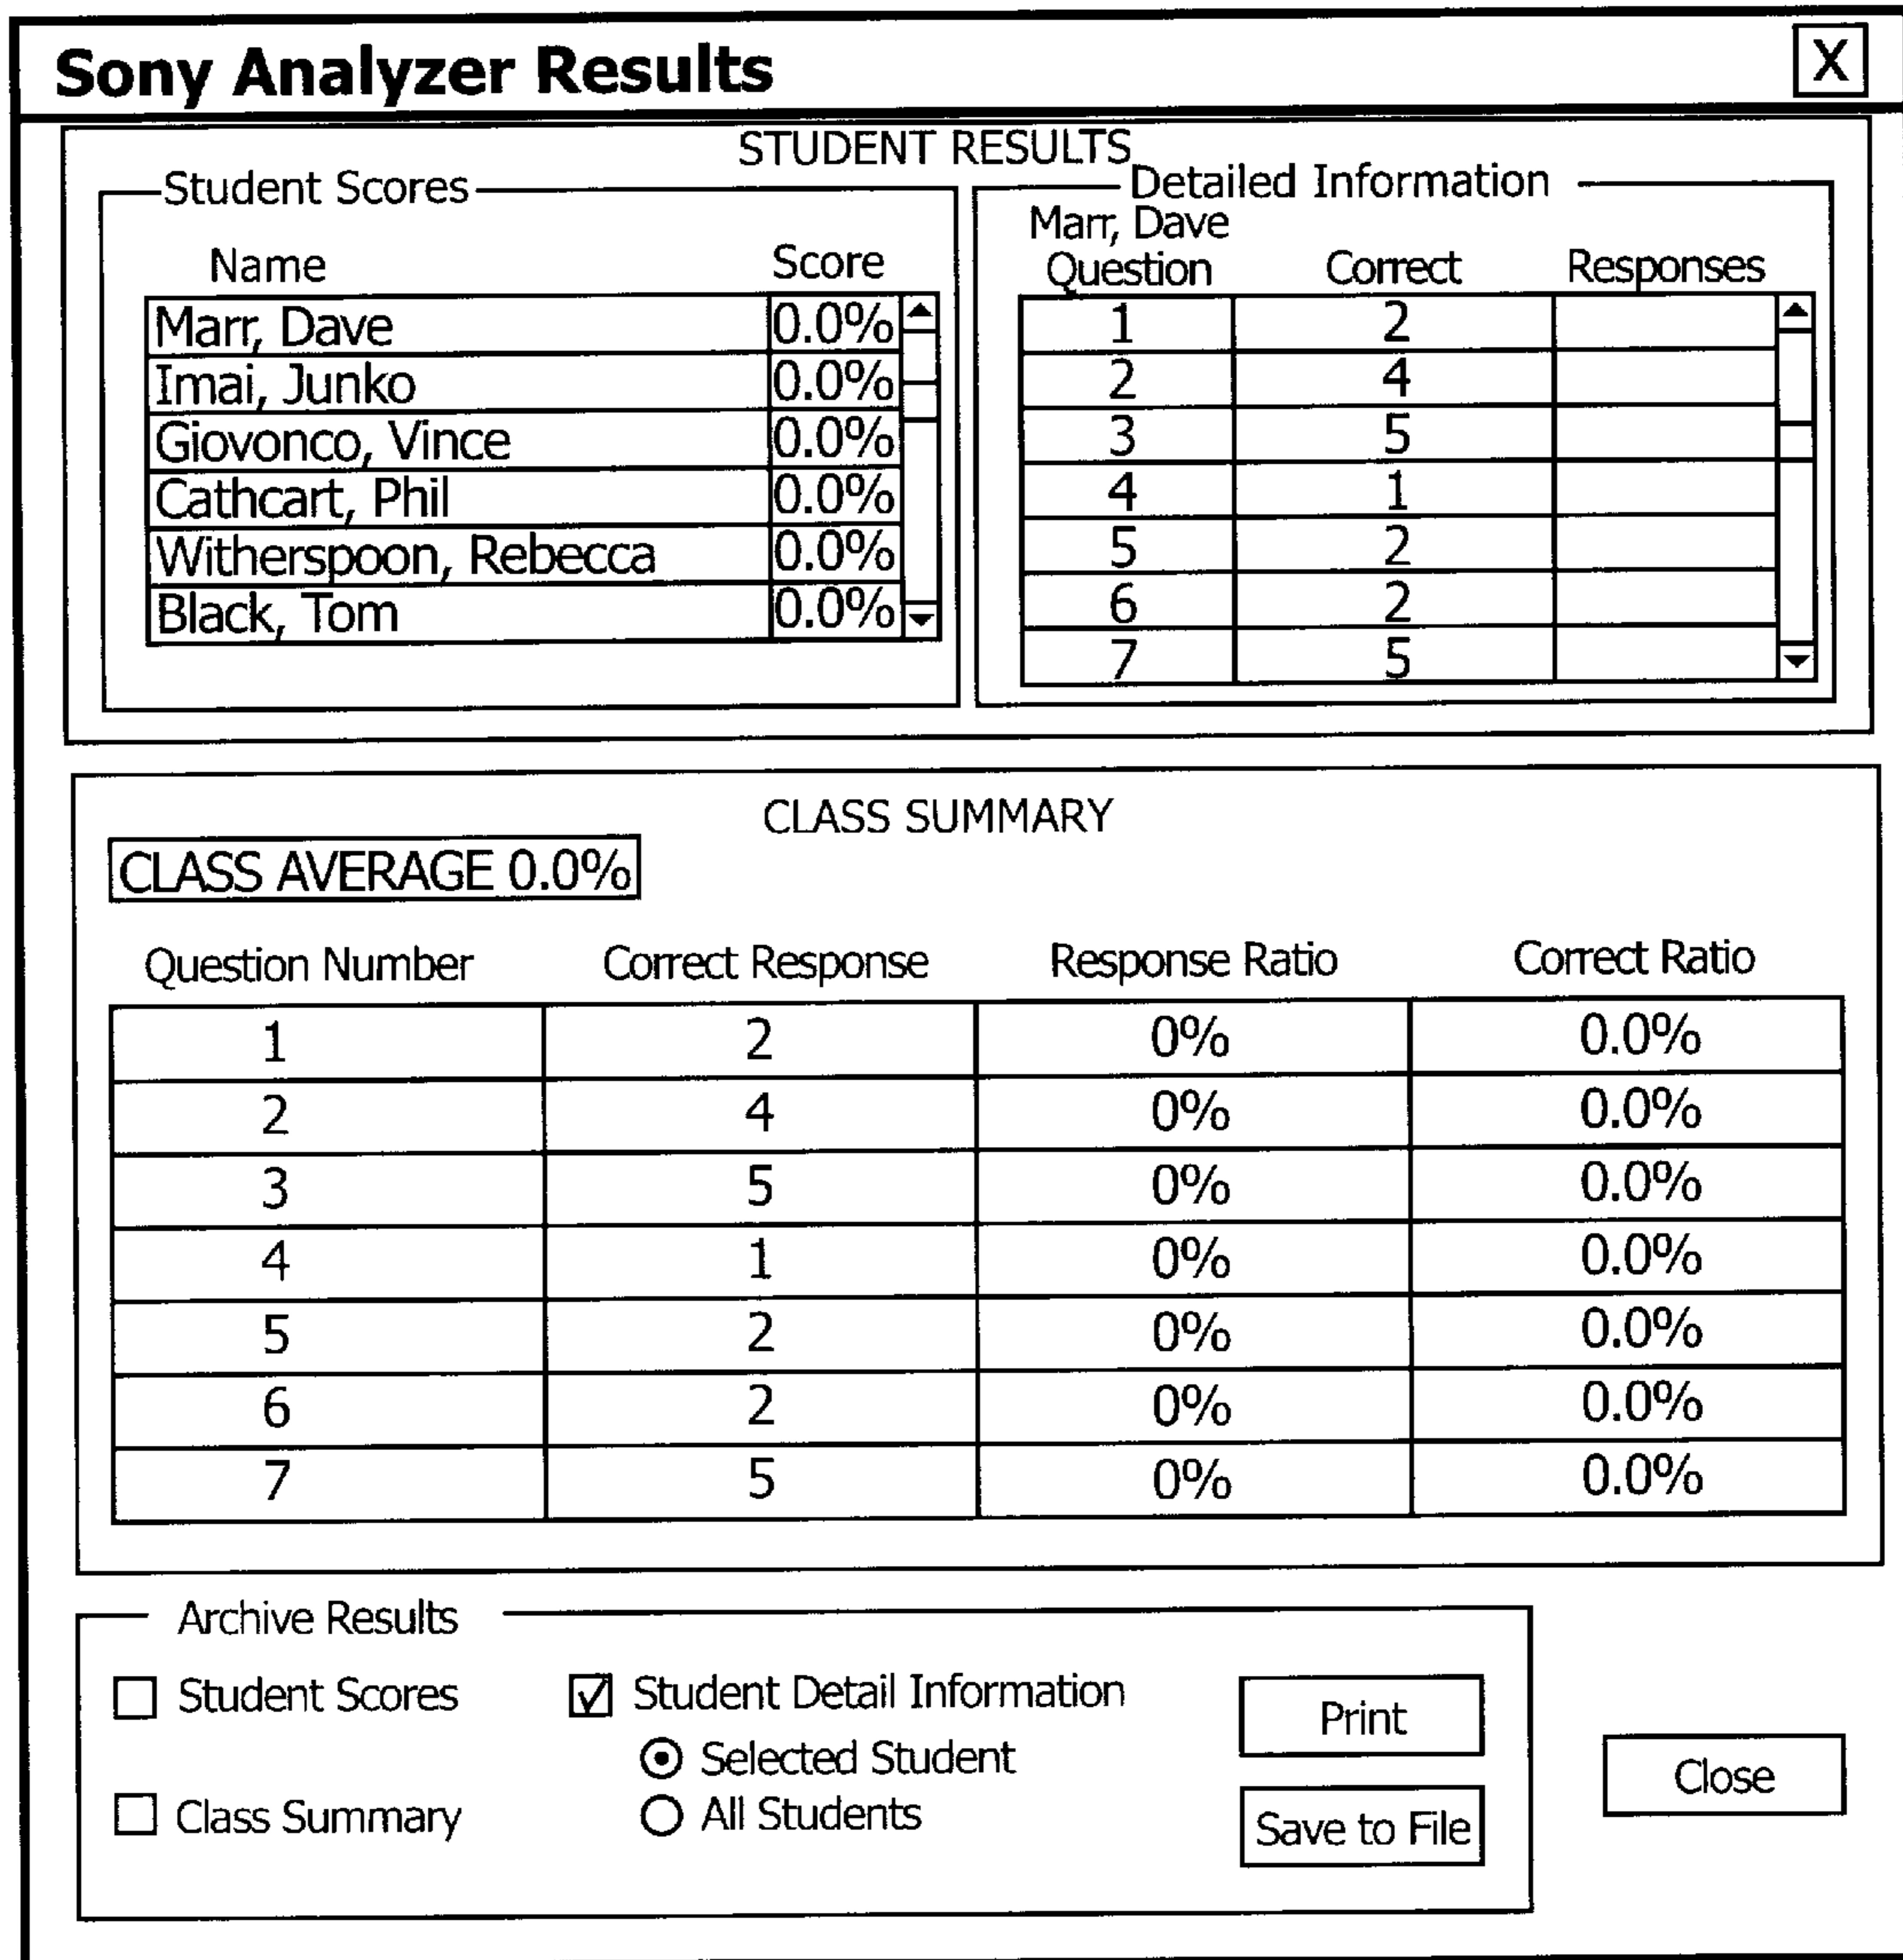 Sony Analyzer Results X
STUDENT RESULTS
Student Scores
Name Score
Marr, Dave 0.0%
Imai, Junko 0.0%
Giovonco, Vince 0.0%
Cathcart, Phil 0.0%
Witherspoon, Rebecca 0.0%
Black, Tom 0.0%
Detailed Information
Marr, Dave
Question Correct Responses
1 2
2 4
3 5
4 1
5 2
6 2
7 5
CLASS SUMMARY
CLASS AVERAGE 0.0%
Question Number Correct Response Response Ratio Correct Ratio
1 2 0% 0.0%
2 4 0% 0.0%
3 5 0% 0.0%
4 1 0% 0.0%
5 2 0% 0.0%
6 2 0% 0.0%
7 5 0% 0.0%
Archive Results
Student Scores
Class Summary
Student Detail Information
Selected Student
All Students
Print
Save to File
Close